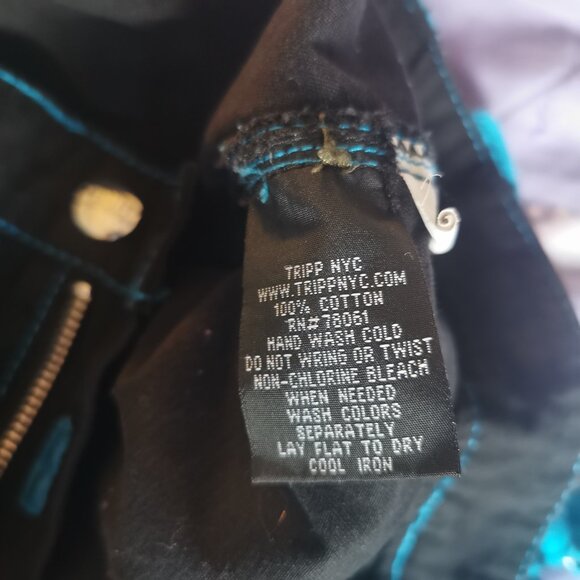 TRIPP NYC
WWW.TRIPPNYC.COM
100% COTTON
RN#78061
HAND WASH COLD
DO NOT WRING OR TWIST
NON-CHLORINE BLEACH
WHEN NEEDED
WASH COLORS
SEPARATELY
LAY FLAT TO DRY
COOL IRON